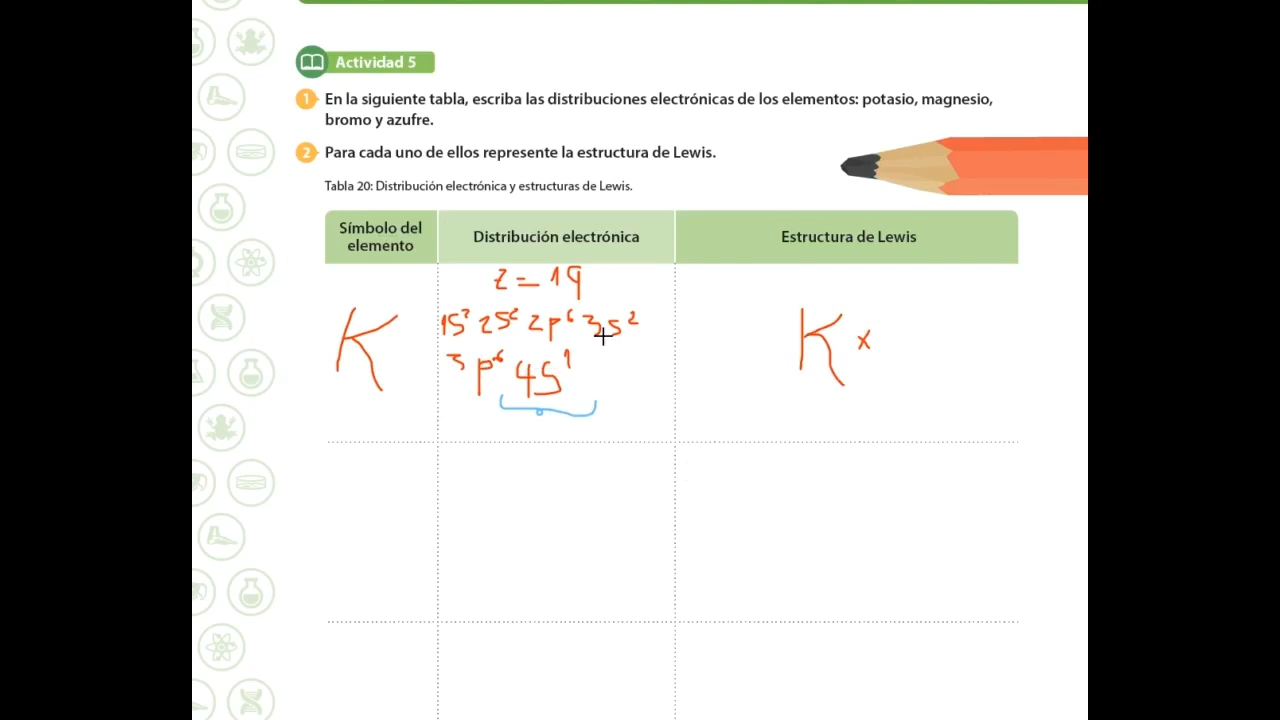 Actividad 5
1 En la siguiente tabla, escriba las distribuciones electrónicas de los elementos: potasio, magnesio,
bromo y azufre.
2 Para cada uno de ellos represente la estructura de Lewis.
Tabla 20: Distribución electrónica y estructuras de Lewis.
Símbolo del
elemento
Distribución electrónica
Estructura de Lewis
z = 19
K
1S² 2S⁶ 2p⁶ 3S²
3p⁶ 4S¹
K x